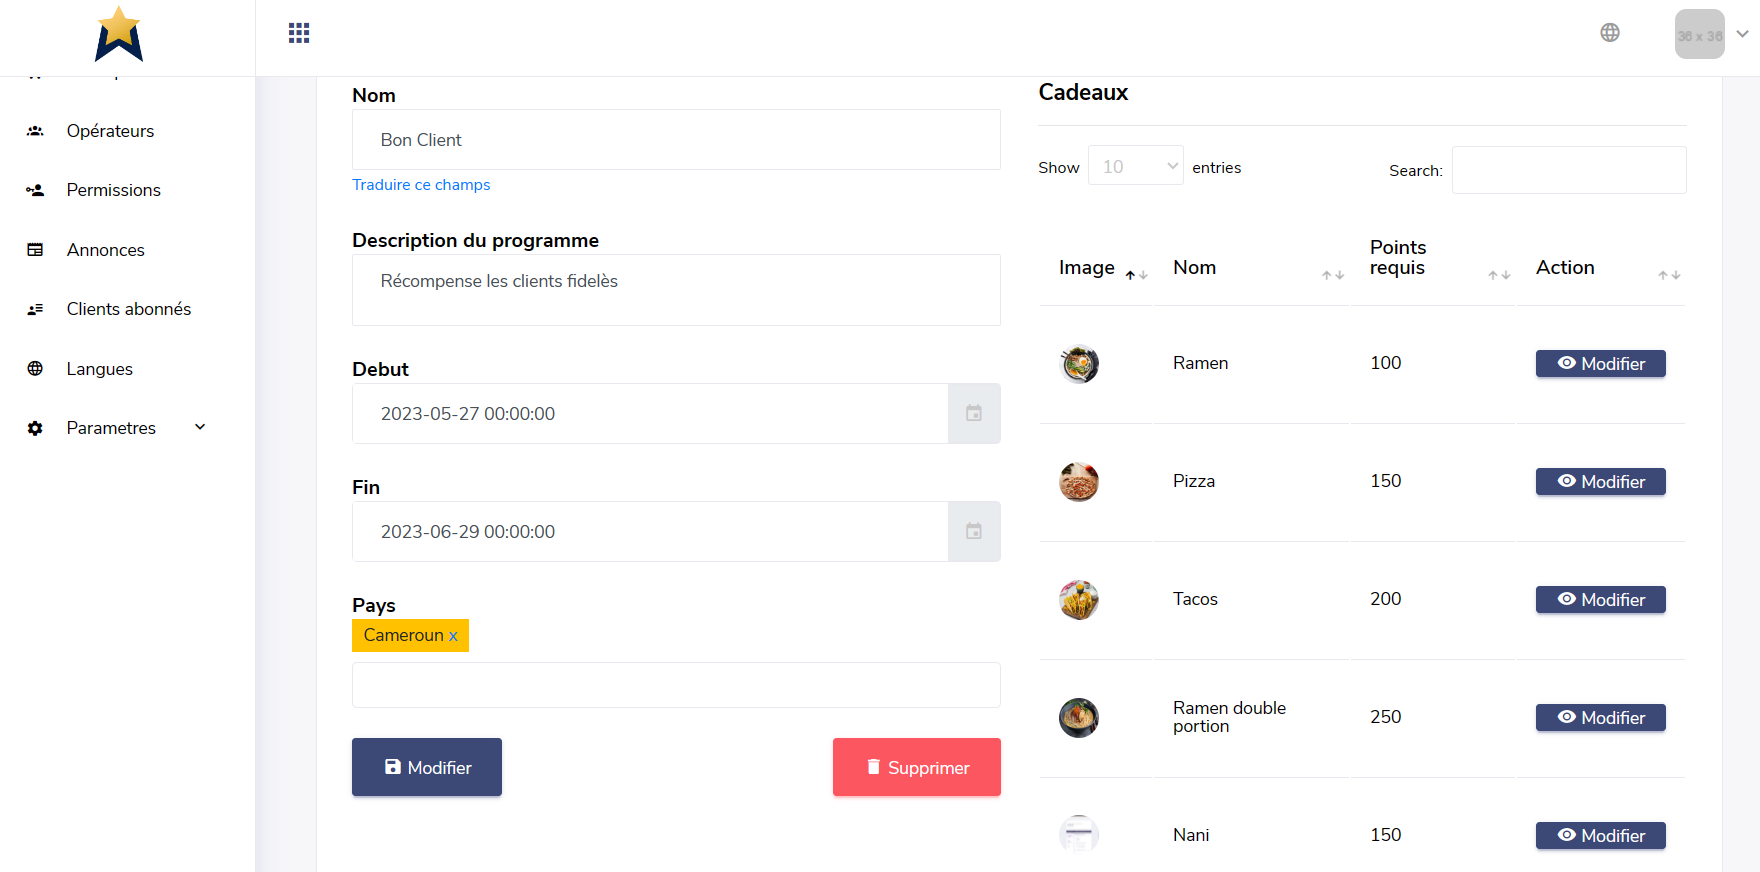 36 x 36
Opérateurs
Permissions
Annonces
Clients abonnés
Langues
Parametres
Nom
Bon Client
Traduire ce champs
Description du programme
Récompense les clients fidelès
Debut
2023-05-27 00:00:00
Fin
2023-06-29 00:00:00
Pays
Cameroun x
Modifier
Supprimer
Cadeaux
Show 10 entries
Search:
Image Nom Points requis Action
Ramen 100 Modifier
Pizza 150 Modifier
Tacos 200 Modifier
Ramen double portion 250 Modifier
Nani 150 Modifier